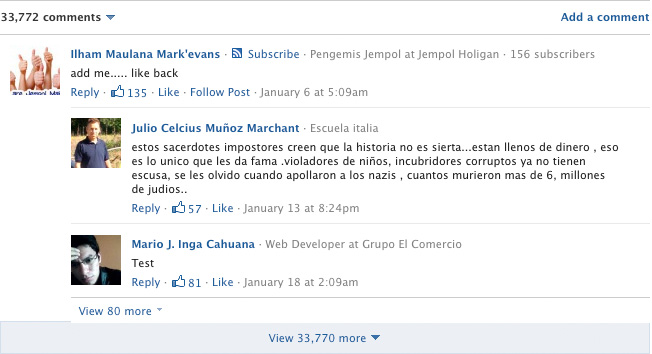 33,772 comments
Add a comment
Ilham Maulana Mark'evans · Subscribe · Pengemis Jempol at Jempol Holigan · 156 subscribers
add me..... like back
Reply · 135 · Like · Follow Post · January 6 at 5:09am
Julio Celcius Muñoz Marchant · Escuela italia
estos sacerdotes impostores creen que la historia no es sierta...estan llenos de dinero , eso
es lo unico que les da fama .violadores de niños, incubridores corruptos ya no tienen
escusa, se les olvido cuando apollaron a los nazis , cuantos murieron mas de 6, millones
de judios..
Reply · 57 · Like · January 13 at 8:24pm
Mario J. Inga Cahuana · Web Developer at Grupo El Comercio
Test
Reply · 81 · Like · January 18 at 2:09am
View 80 more
View 33,770 more